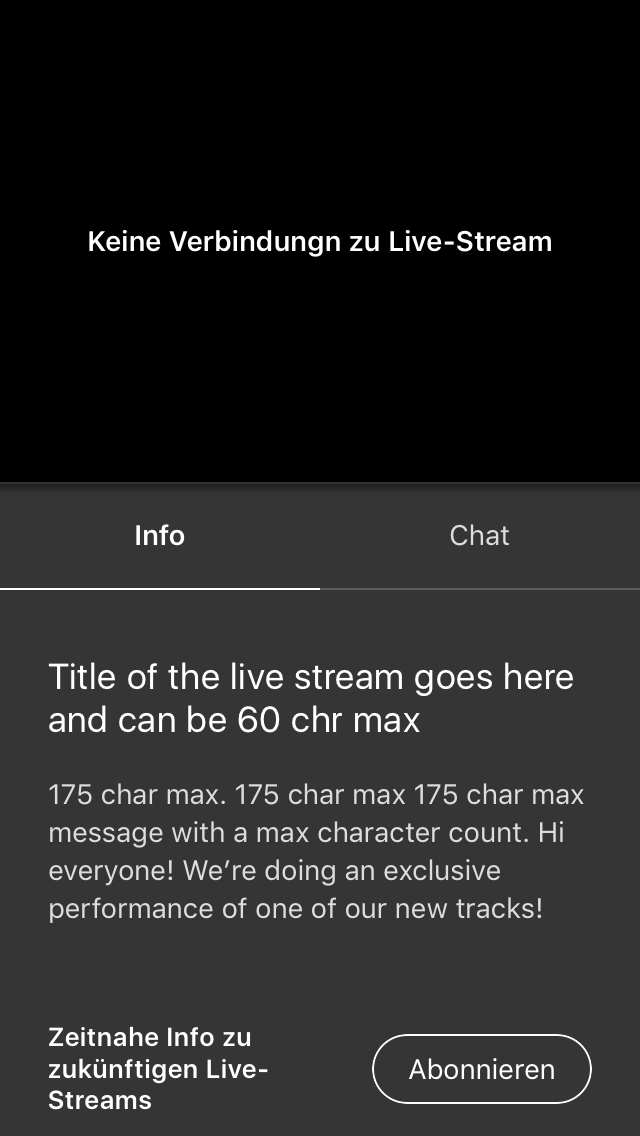 Keine Verbindungn zu Live-Stream
Info
Chat
Title of the live stream goes here
and can be 60 chr max
175 char max. 175 char max 175 char max
message with a max character count. Hi
everyone! We’re doing an exclusive
performance of one of our new tracks!
Zeitnahe Info zu
zukünftigen Live-
Streams
Abonnieren